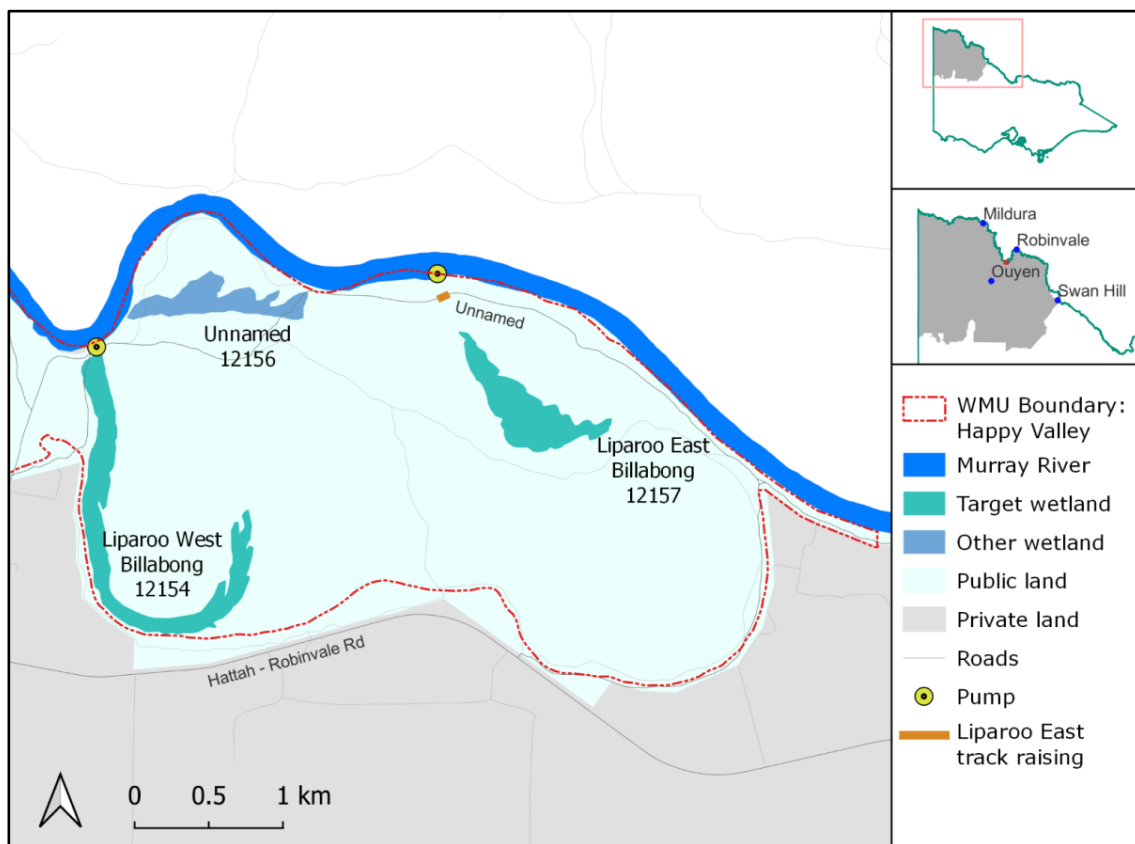 Unnamed
12156
Unnamed
Liparoo East
Billabong
12157
Liparoo West
Billabong
12154
Hattah - Robinvale Rd
0 0.5 1 km
Mildura
Robinvale
Ouyen
Swan Hill
WMU Boundary:
Happy Valley
Murray River
Target wetland
Other wetland
Public land
Private land
Roads
Pump
Liparoo East
track raising